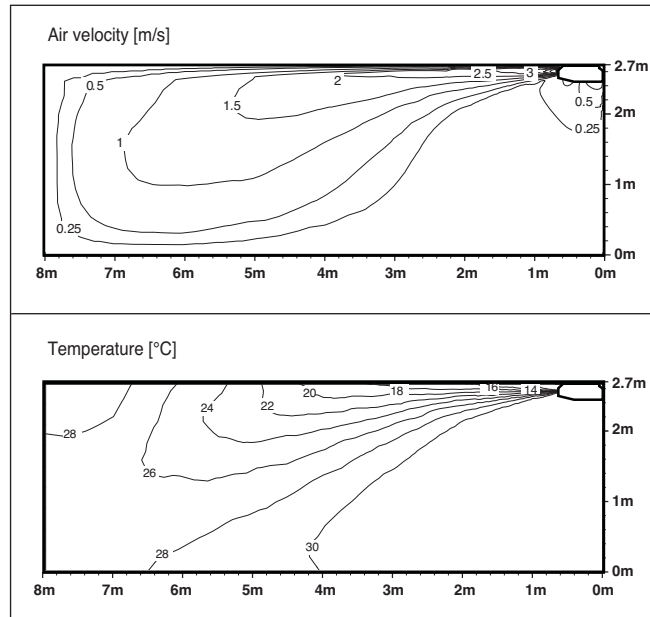 Air velocity [m/s]
2.7m
2.5
3
2
0.5
1.5
0.5
2m
0.25
1
1m
0.25
0m
8m 7m 6m 5m 4m 3m 2m 1m 0m
Temperature [°C]
2.7m
16
14
18
20
22
24
28
2m
26
1m
30
28
0m
8m 7m 6m 5m 4m 3m 2m 1m 0m